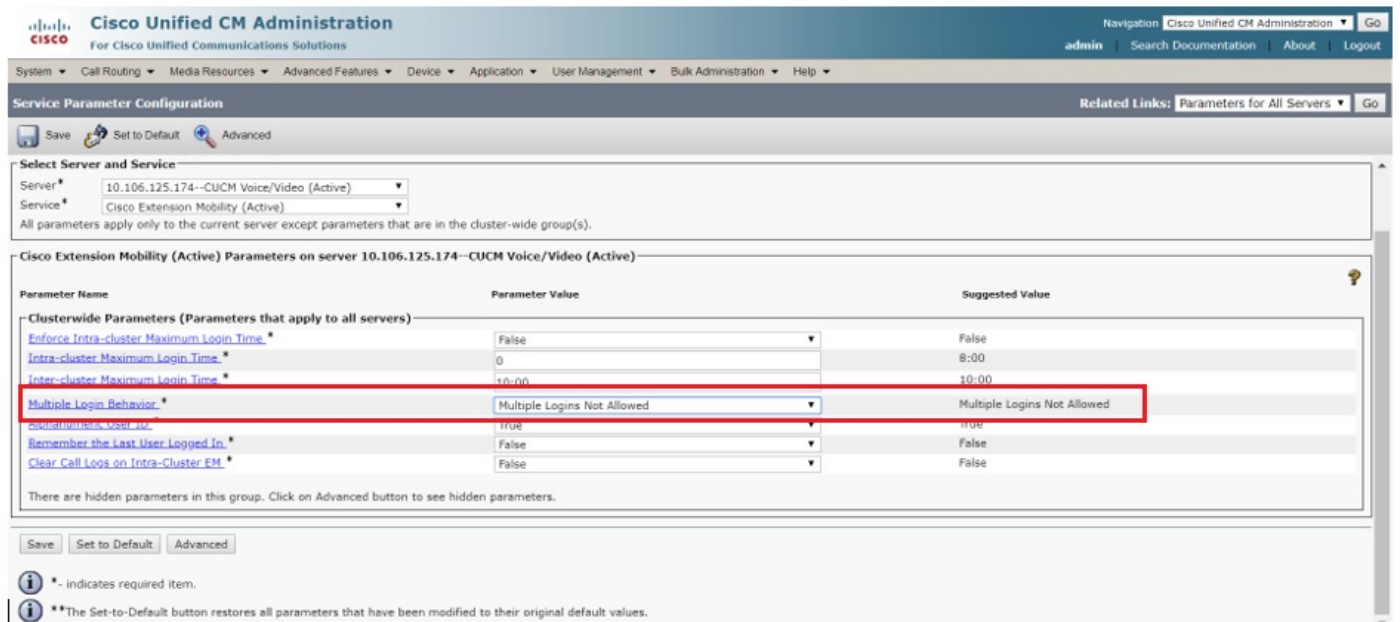 Cisco Unified CM Administration
Navigation Cisco Unified CM Administration Go
CISCO
For Cisco Unified Communications Solutions
admin Search Documentation About Logout
System Call Routing Media Resources Advanced Features Device Application User Management Bulk Administration Help
Service Parameter Configuration
Related Links: Parameters for All Servers Go
Save Set to Default Advanced
Select Server and Service
Server* 10.106.125.174--CUCM Voice/Video (Active)
Service* Cisco Extension Mobility (Active)
All parameters apply only to the current server except parameters that are in the cluster-wide group(s).
Cisco Extension Mobility (Active) Parameters on server 10.106.125.174--CUCM Voice/Video (Active)
?
Parameter Name Parameter Value Suggested Value
Clusterwide Parameters (Parameters that apply to all servers)
Enforce Intra-cluster Maximum Login Time * False False
Intra-cluster Maximum Login Time * 0 8:00
Inter-cluster Maximum Login Time * 10:00 10:00
Multiple Login Behavior * Multiple Logins Not Allowed Multiple Logins Not Allowed
Alphanumeric User ID * True True
Remember the Last User Logged In * False False
Clear Call Logs on Intra-Cluster EM * False False
There are hidden parameters in this group. Click on Advanced button to see hidden parameters.
Save Set to Default Advanced
i *- indicates required item.
i **The Set-to-Default button restores all parameters that have been modified to their original default values.